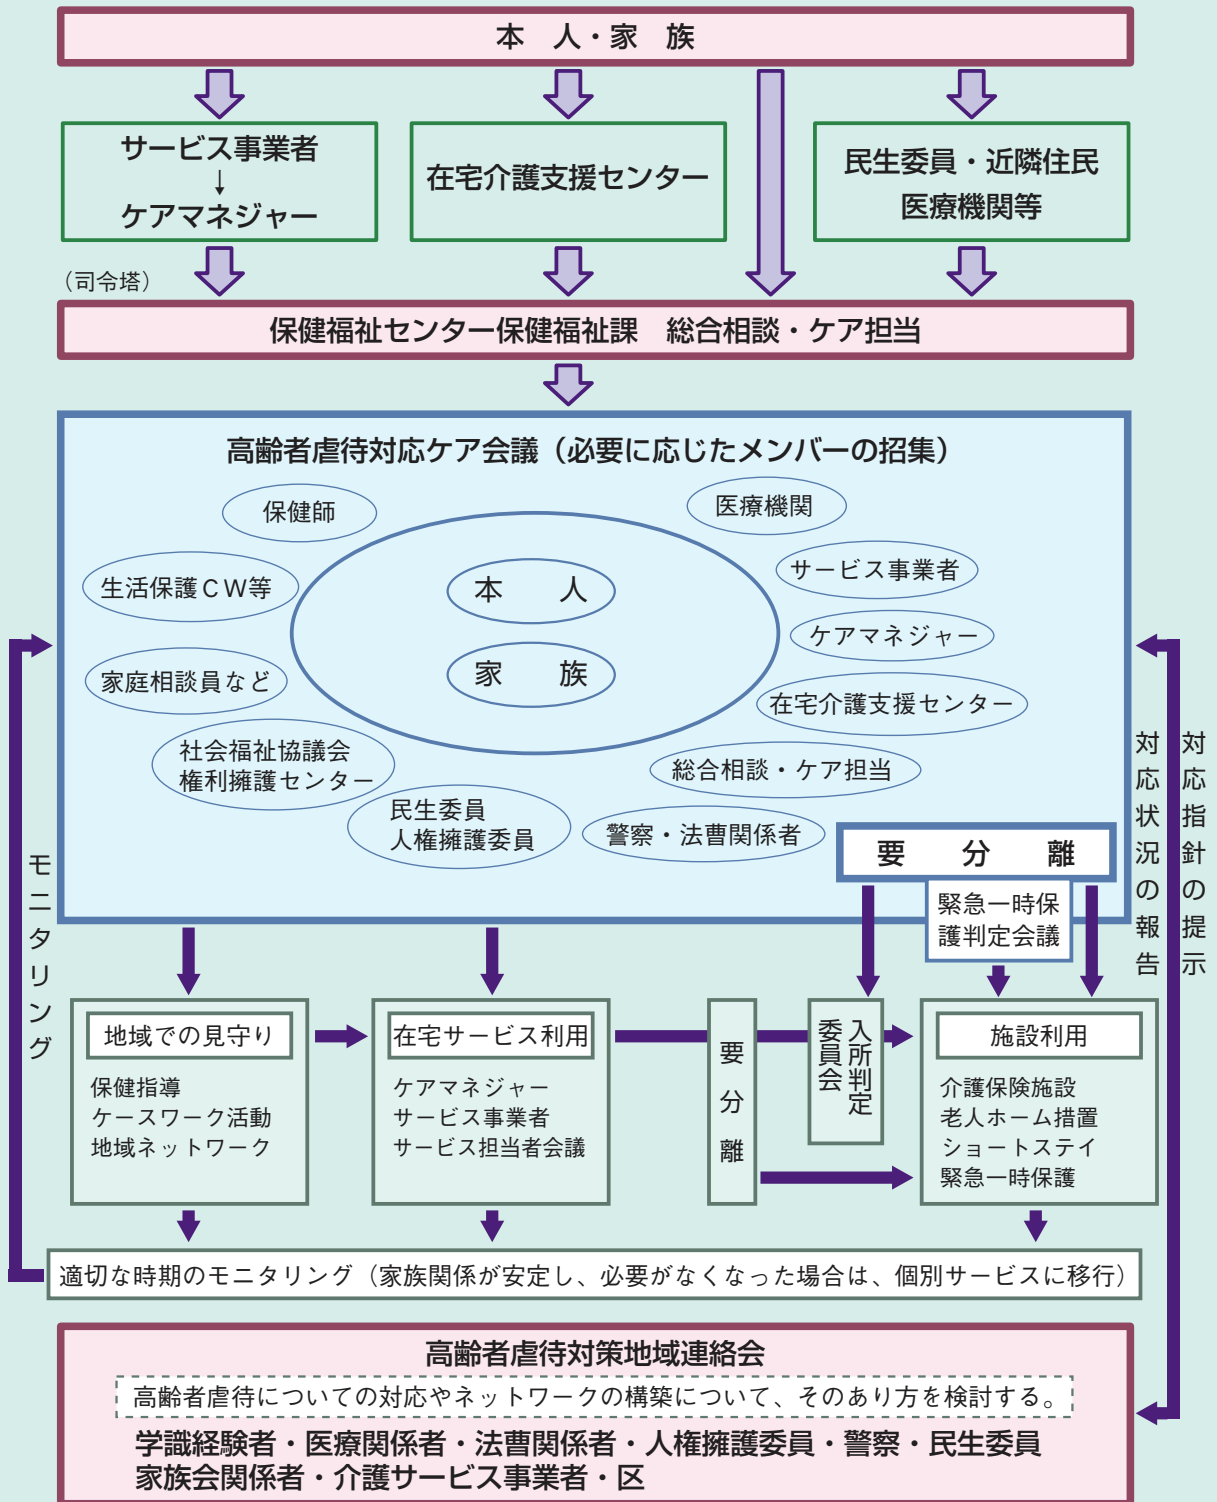 本　人・家　族
サービス事業者
↓
ケアマネジャー
在宅介護支援センター
民生委員・近隣住民
医療機関等
（司令塔）
保健福祉センター保健福祉課　総合相談・ケア担当
高齢者虐待対応ケア会議（必要に応じたメンバーの招集）
保健師
医療機関
生活保護ＣＷ等
サービス事業者
本　人
ケアマネジャー
家庭相談員など
家　族
在宅介護支援センター
社会福祉協議会
権利擁護センター
総合相談・ケア担当
民生委員
人権擁護委員
警察・法曹関係者
要　分　離
緊急一時保
護判定会議
モニタリング
対応状況の報告
対応指針の提示
地域での見守り
保健指導
ケースワーク活動
地域ネットワーク
在宅サービス利用
ケアマネジャー
サービス事業者
サービス担当者会議
要分離
入所判定
委員会
施設利用
介護保険施設
老人ホーム措置
ショートステイ
緊急一時保護
適切な時期のモニタリング（家族関係が安定し、必要がなくなった場合は、個別サービスに移行）
高齢者虐待対策地域連絡会
高齢者虐待についての対応やネットワークの構築について、そのあり方を検討する。
学識経験者・医療関係者・法曹関係者・人権擁護委員・警察・民生委員
家族会関係者・介護サービス事業者・区